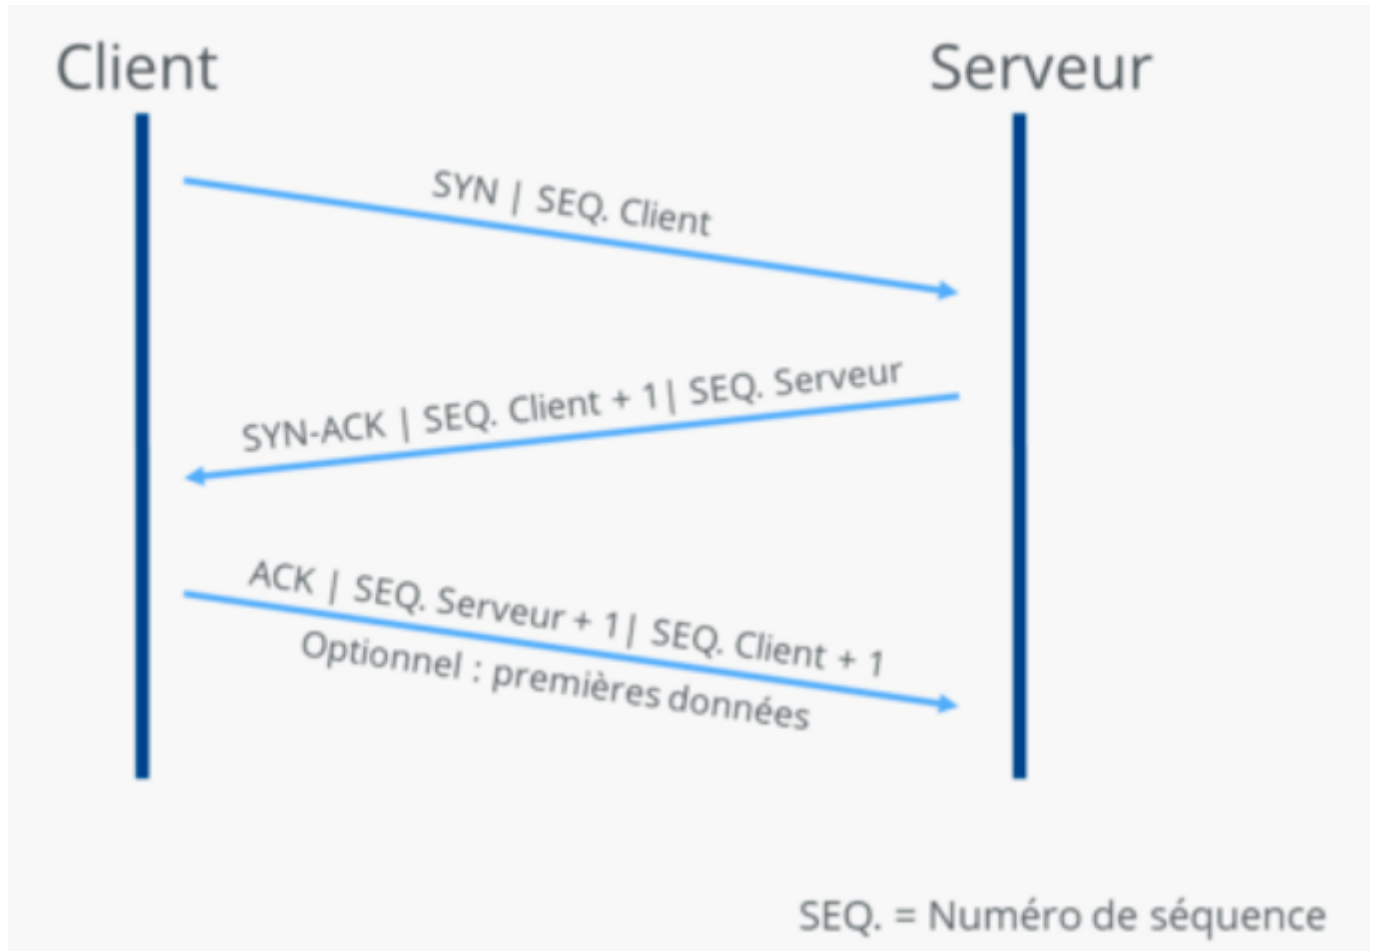 Client
Serveur
SYN | SEQ. Client
SYN-ACK | SEQ. Client + 1| SEQ. Serveur
ACK | SEQ. Serveur + 1| SEQ. Client + 1
Optionnel : premières données
SEQ. = Numéro de séquence